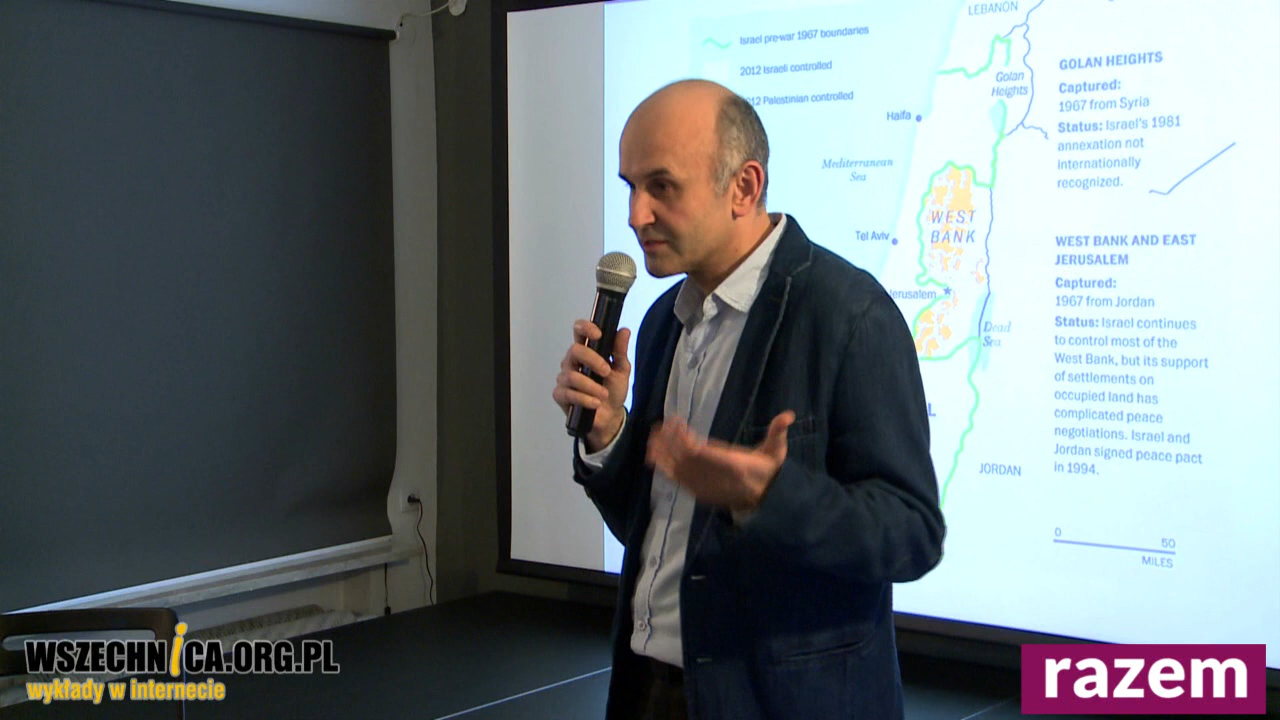 LEBANON
Israel pre-war 1967 boundaries
2012 Israeli controlled
12 Palestinian controlled
Golan
Heights
Haifa
Mediterranean
Sea
Tel Aviv
WEST
BANK
Jerusalem
Dead
Sea
L
JORDAN
GOLAN HEIGHTS
Captured:
1967 from Syria
Status: Israel's 1981
annexation not
internationally
recognized.
WEST BANK AND EAST
JERUSALEM
Captured:
1967 from Jordan
Status: Israel continues
to control most of the
West Bank, but its support
of settlements on
occupied land has
complicated peace
negotiations. Israel and
Jordan signed peace pact
in 1994.
0 50
MILES
WSZECHNiCA.ORG.PL
wykłady w internecie
razem